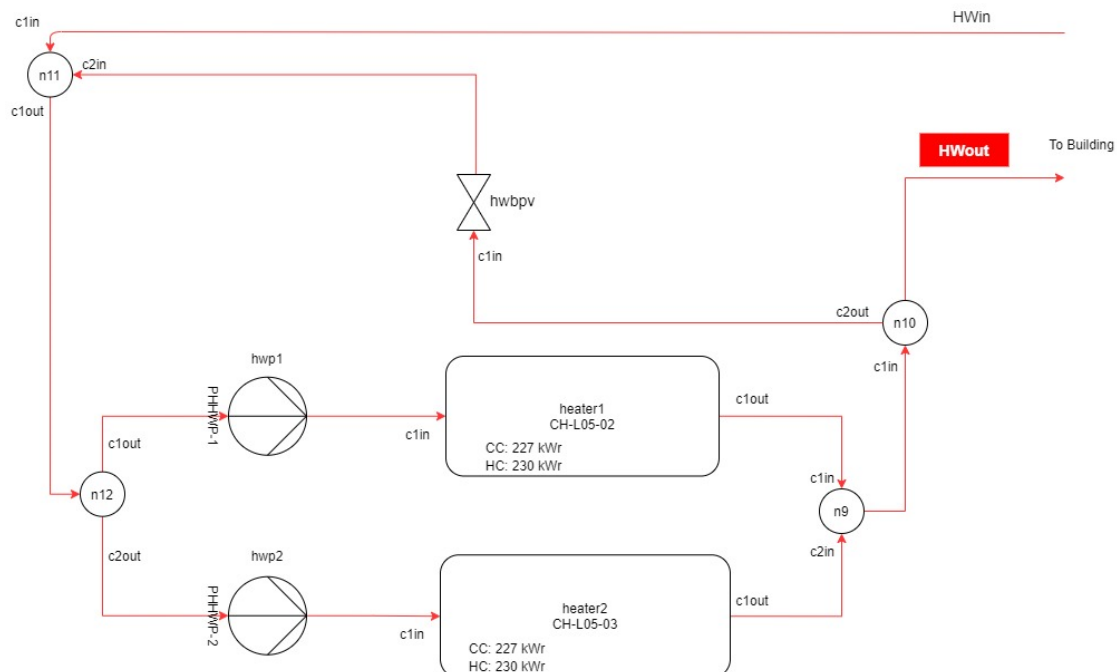 HWin
c1in
n11
c2in
c1out
HWout
To Building
hwbpv
c1in
c2out
n10
c1in
hwp1
PHHWP-1
c1out
c1in
heater1
CH-L05-02
CC: 227 kWr
HC: 230 kWr
c1out
c1in
n12
n9
c2out
c2in
hwp2
PHHWP-2
c1in
heater2
CH-L05-03
CC: 227 kWr
HC: 230 kWr
c1out